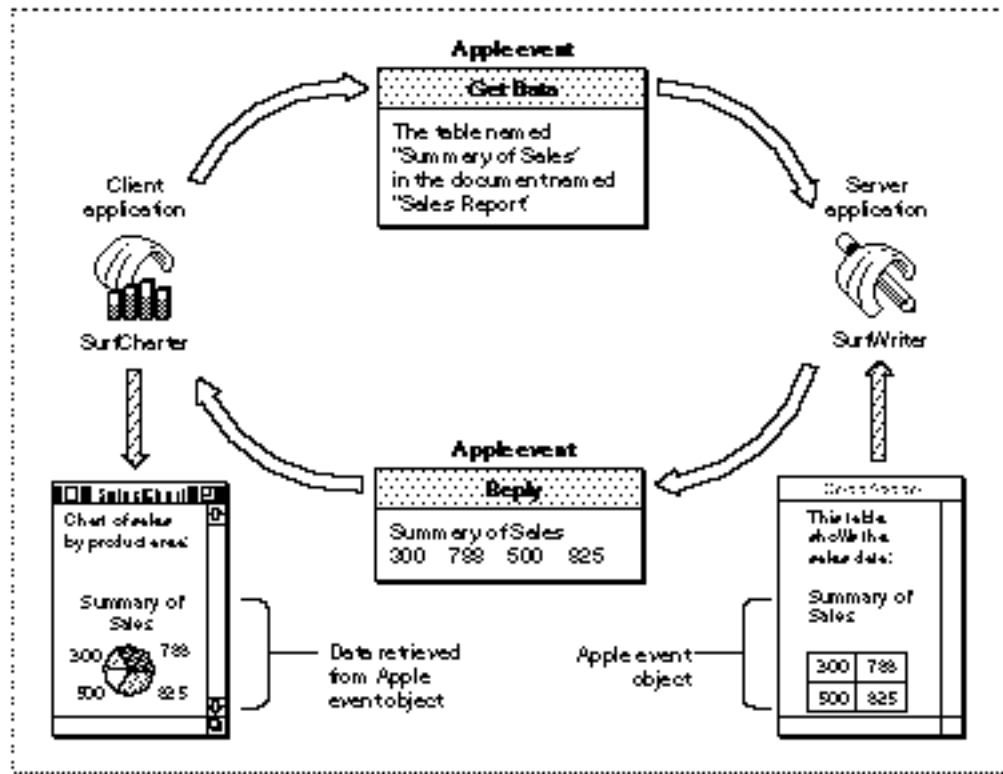 Apple event
Get Data
The table named
"Summary of Sales"
in the document named
"Sales Report"
Client
application
SurfCharter
Server
application
SurfWriter
Apple event
Reply
Summary of Sales
300 788 500 825
Sales Chart
Chart of sales
by product area:
Summary of
Sales
300 788
500 825
Data retrieved
from Apple
event object
Apple event
object
This table
shows the
sales data:
Summary of
Sales
300 788
500 825